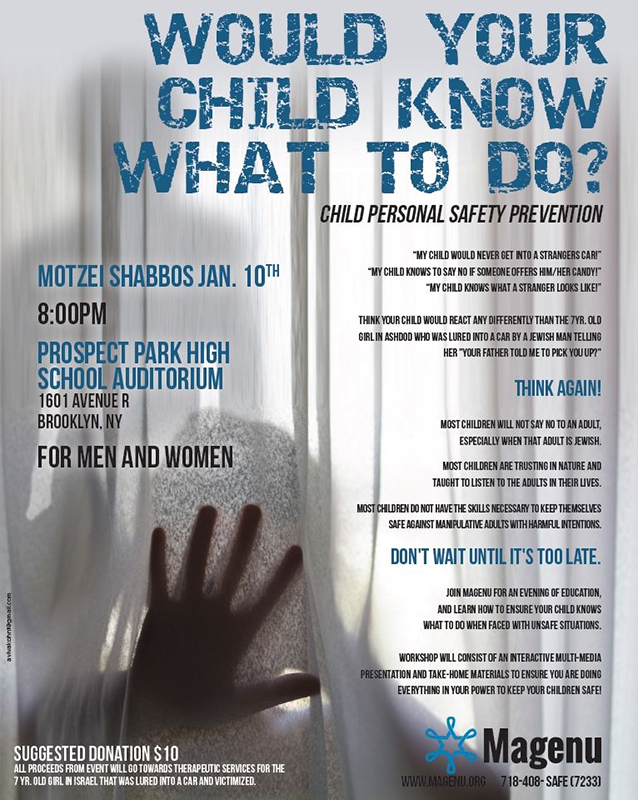 WOULD YOUR
CHILD KNOW
WHAT TO DO?
CHILD PERSONAL SAFETY PREVENTION
MOTZEI SHABBOS JAN. 10TH
8:00PM
PROSPECT PARK HIGH
SCHOOL AUDITORIUM
1601 AVENUE R
BROOKLYN, NY
FOR MEN AND WOMEN
"MY CHILD WOULD NEVER GET INTO A STRANGERS CAR!"
"MY CHILD KNOWS TO SAY NO IF SOMEONE OFFERS HIM/HER CANDY!"
"MY CHILD KNOWS WHAT A STRANGER LOOKS LIKE!"
THINK YOUR CHILD WOULD REACT ANY DIFFERENTLY THAN THE 7YR. OLD
GIRL IN ASHDOD WHO WAS LURED INTO A CAR BY A JEWISH MAN TELLING
HER "YOUR FATHER TOLD ME TO PICK YOU UP?"
THINK AGAIN!
MOST CHILDREN WILL NOT SAY NO TO AN ADULT,
ESPECIALLY WHEN THAT ADULT IS JEWISH.
MOST CHILDREN ARE TRUSTING IN NATURE AND
TAUGHT TO LISTEN TO THE ADULTS IN THEIR LIVES.
MOST CHILDREN DO NOT HAVE THE SKILLS NECESSARY TO KEEP THEMSELVES
SAFE AGAINST MANIPULATIVE ADULTS WITH HARMFUL INTENTIONS.
DON'T WAIT UNTIL IT'S TOO LATE.
JOIN MAGENU FOR AN EVENING OF EDUCATION,
AND LEARN HOW TO ENSURE YOUR CHILD KNOWS
WHAT TO DO WHEN FACED WITH UNSAFE SITUATIONS.
WORKSHOP WILL CONSIST OF AN INTERACTIVE MULTI-MEDIA
PRESENTATION AND TAKE-HOME MATERIALS TO ENSURE YOU ARE DOING
EVERYTHING IN YOUR POWER TO KEEP YOUR CHILDREN SAFE!
SUGGESTED DONATION $10
ALL PROCEEDS FROM EVENT WILL GO TOWARDS THERAPEUTIC SERVICES FOR THE
7 YR. OLD GIRL IN ISRAEL THAT WAS LURED INTO A CAR AND VICTIMIZED.
Magenu
WWW.MAGENU.ORG 718-408- SAFE (7233)